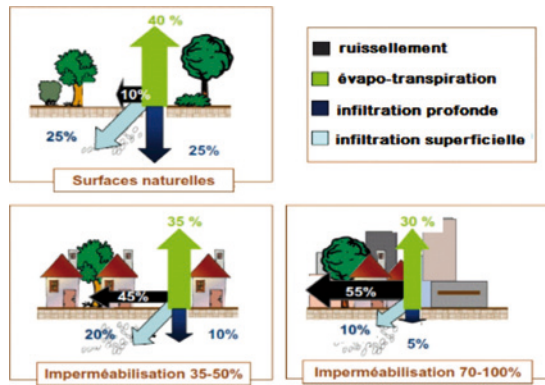 40 %
10%
25%
25%
Surfaces naturelles
ruissellement
évapo-transpiration
infiltration profonde
infiltration superficielle
35 %
45%
20%
10%
Imperméabilisation 35-50%
30 %
55%
10%
5%
Imperméabilisation 70-100%